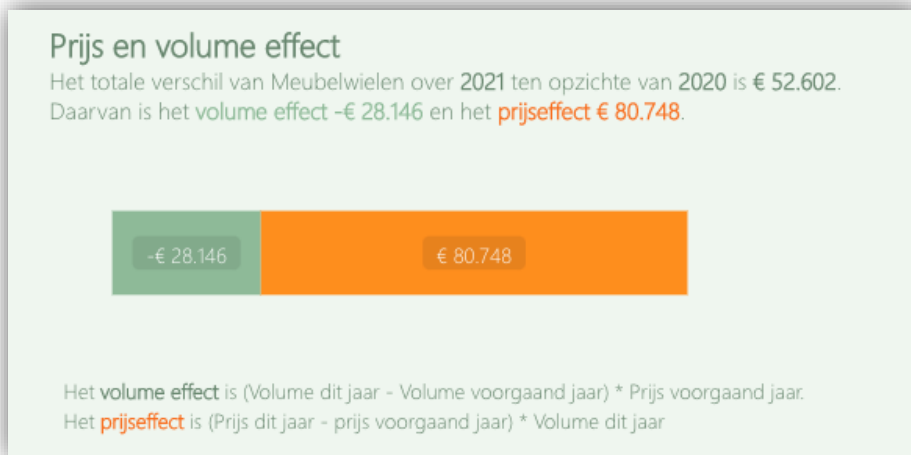 Prijs en volume effect
Het totale verschil van Meubelwielen over 2021 ten opzichte van 2020 is € 52.602.
Daarvan is het volume effect -€ 28.146 en het prijseffect € 80.748.
-€ 28.146
€ 80.748
Het volume effect is (Volume dit jaar - Volume voorgaand jaar) * Prijs voorgaand jaar.
Het prijseffect is (Prijs dit jaar - prijs voorgaand jaar) * Volume dit jaar